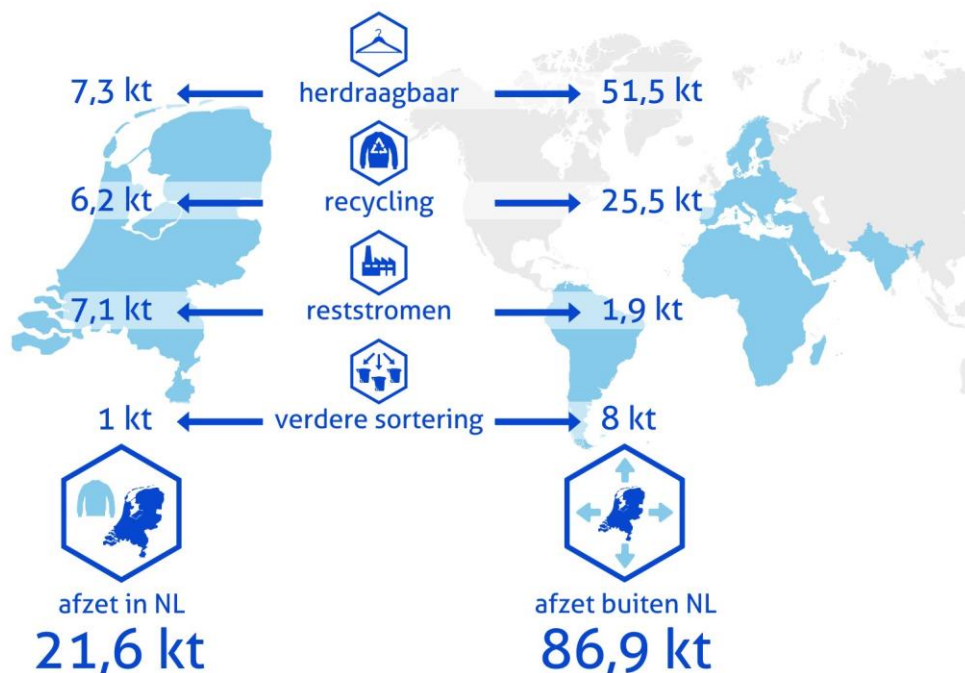 7,3 kt herdraagbaar 51,5 kt
6,2 kt recycling 25,5 kt
7,1 kt reststromen 1,9 kt
1 kt verdere sortering 8 kt
afzet in NL afzet buiten NL
21,6 kt 86,9 kt